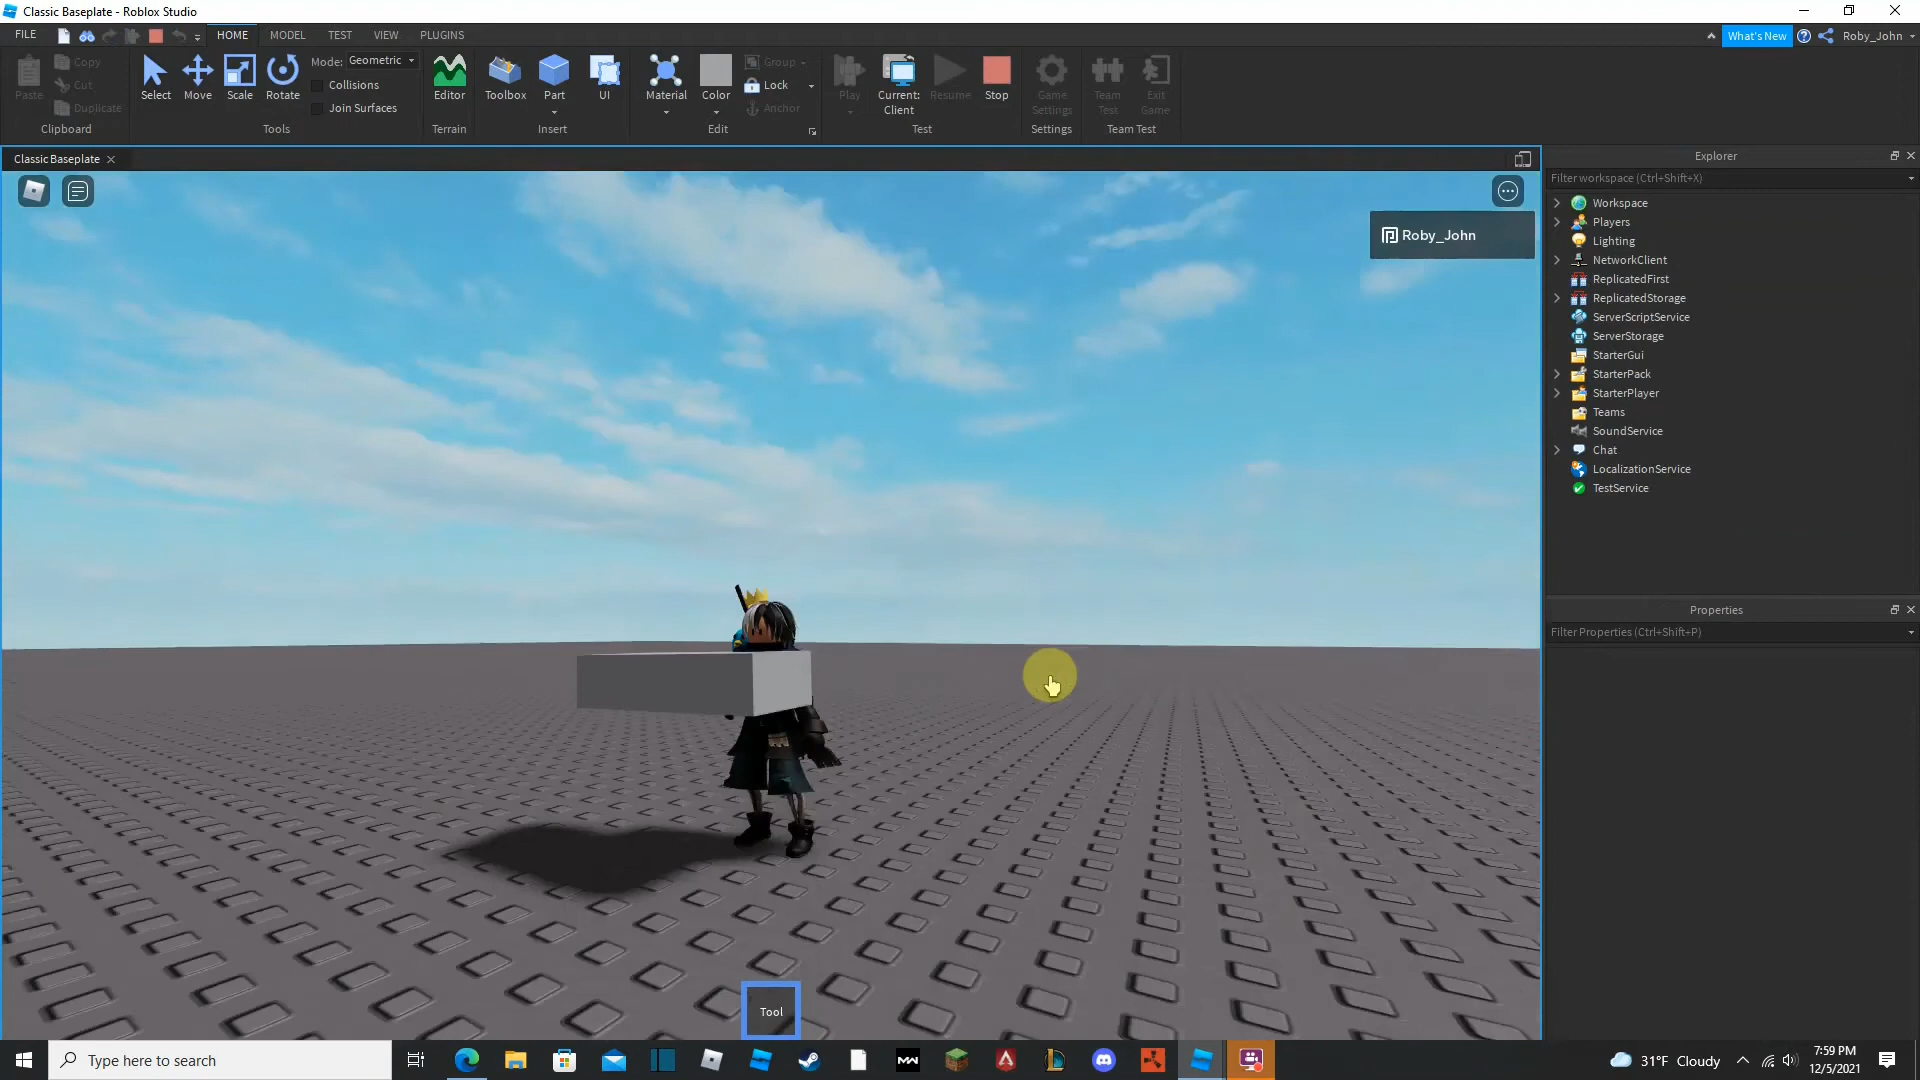 Classic Baseplate - Roblox Studio
FILE
HOME
MODEL
TEST
VIEW
PLUGINS
What's New
Roby_John
Paste
Copy
Cut
Duplicate
Clipboard
Select
Move
Scale
Rotate
Mode: Geometric
Collisions
Join Surfaces
Tools
Editor
Terrain
Toolbox
Part
UI
Insert
Material
Color
Group
Lock
Anchor
Edit
Play
Current:
Client
Resume
Stop
Test
Game
Settings
Settings
Team
Test
Exit
Game
Team Test
Classic Baseplate
Roby_John
Tool
Explorer
Filter workspace (Ctrl+Shift+X)
Workspace
Players
Lighting
NetworkClient
ReplicatedFirst
ReplicatedStorage
ServerScriptService
ServerStorage
StarterGui
StarterPack
StarterPlayer
Teams
SoundService
Chat
LocalizationService
TestService
Properties
Filter Properties (Ctrl+Shift+P)
Type here to search
MW
31°F Cloudy
7:59 PM
12/5/2021